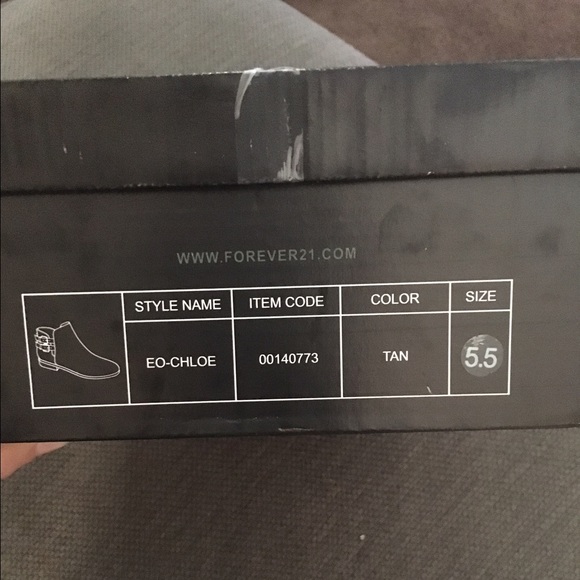 WWW.FOREVER21.COM
STYLE NAME ITEM CODE COLOR SIZE
EO-CHLOE 00140773 TAN 5.5